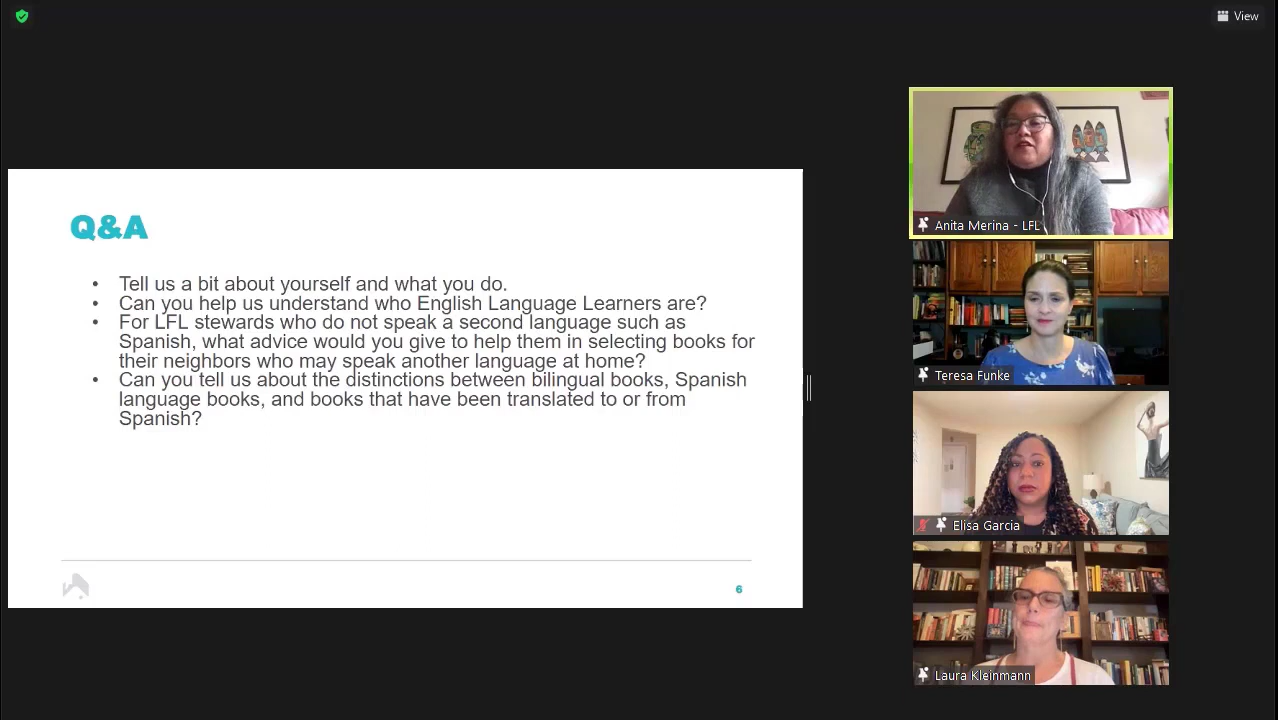 View
Q&A
• Tell us a bit about yourself and what you do.
• Can you help us understand who English Language Learners are?
• For LFL stewards who do not speak a second language such as
Spanish, what advice would you give to help them in selecting books for
their neighbors who may speak another language at home?
• Can you tell us about the distinctions between bilingual books, Spanish
language books, and books that have been translated to or from
Spanish?
6
Anita Merina - LFL
Teresa Funke
Elisa Garcia
Laura Kleinmann